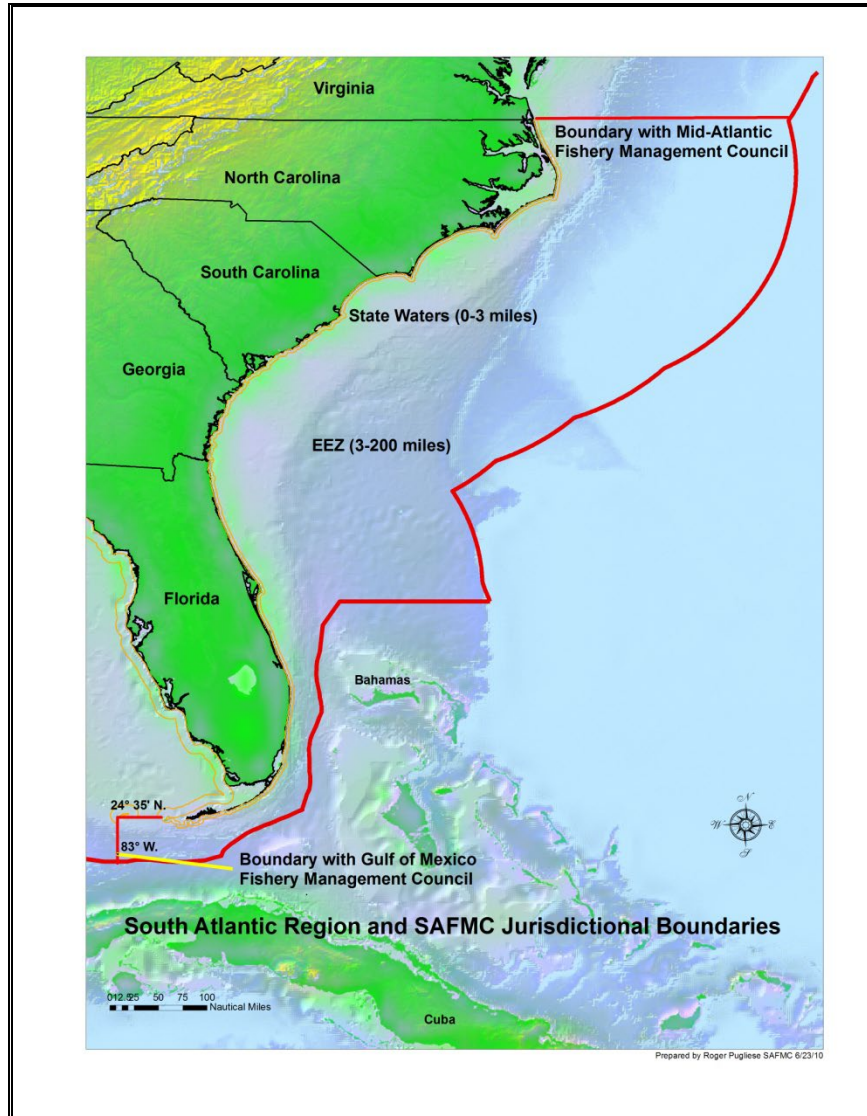 Virginia
Boundary with Mid-Atlantic
Fishery Management Council
North Carolina
South Carolina
State Waters (0-3 miles)
Georgia
EEZ (3-200 miles)
Florida
Bahamas
24° 35' N.
83° W.
Boundary with Gulf of Mexico
Fishery Management Council
N
W
E
S
South Atlantic Region and SAFMC Jurisdictional Boundaries
0 12.5 25 50 75 100
Nautical Miles
Cuba
Prepared by Roger Pugliese SAFMC 6/23/10